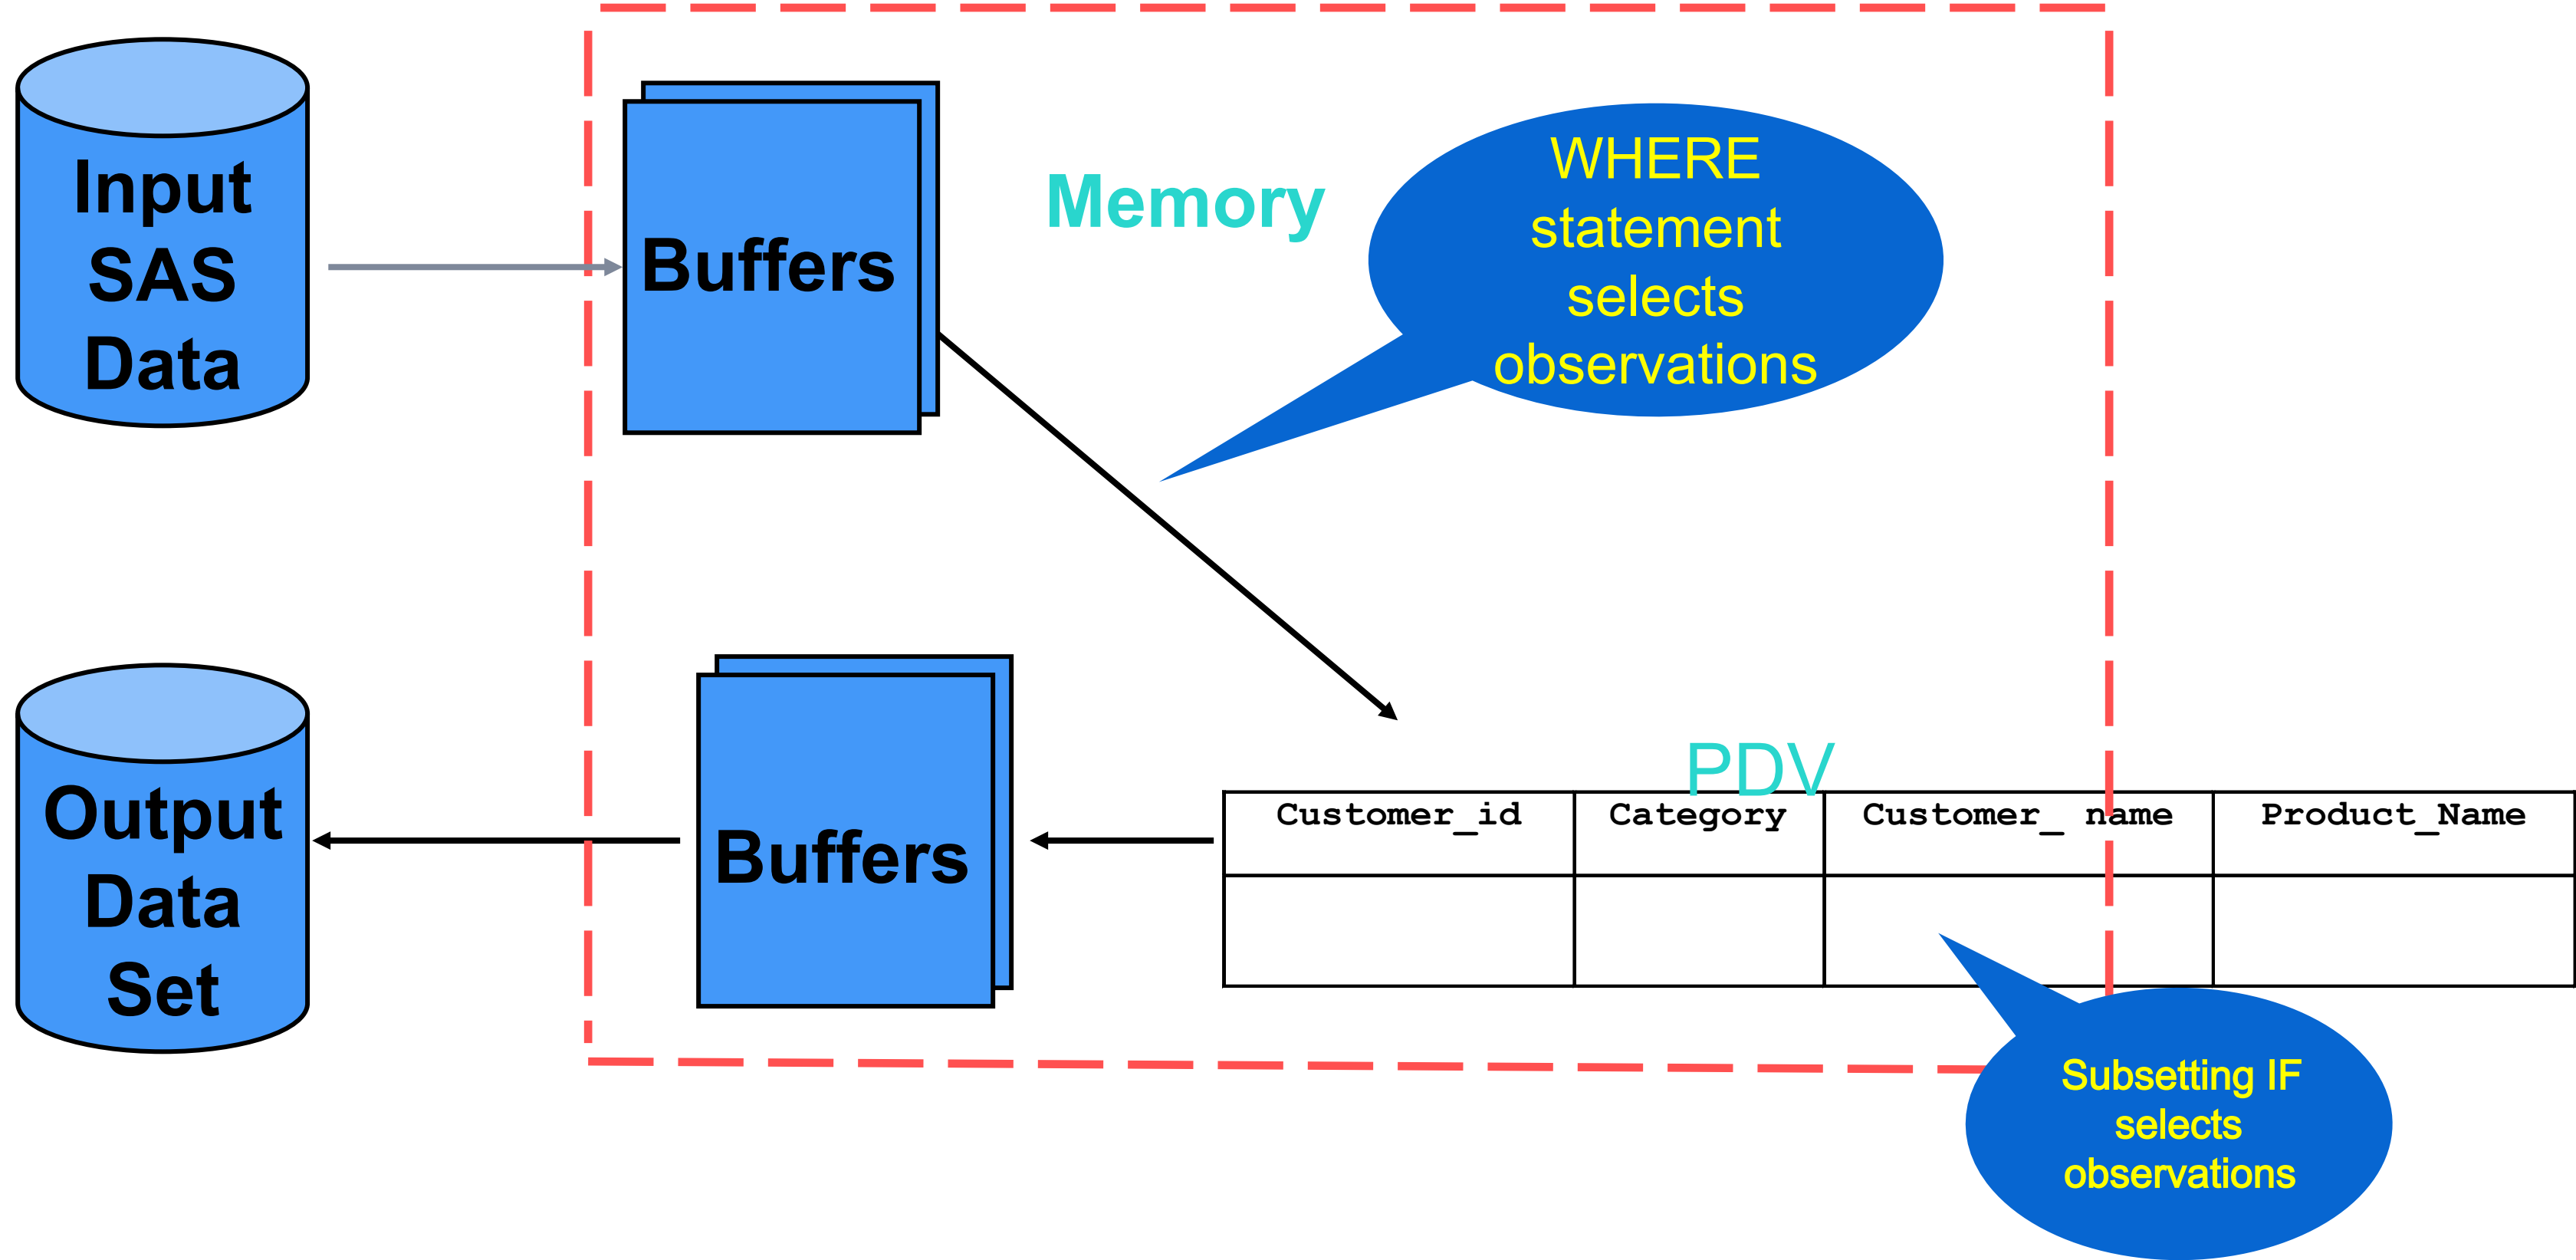 Input
SAS
Data
Buffers
Memory
WHERE
statement
selects
observations
Output
Data
Set
Buffers
PDV
Customer_id Category Customer_ name Product_Name
Subsetting IF
selects
observations